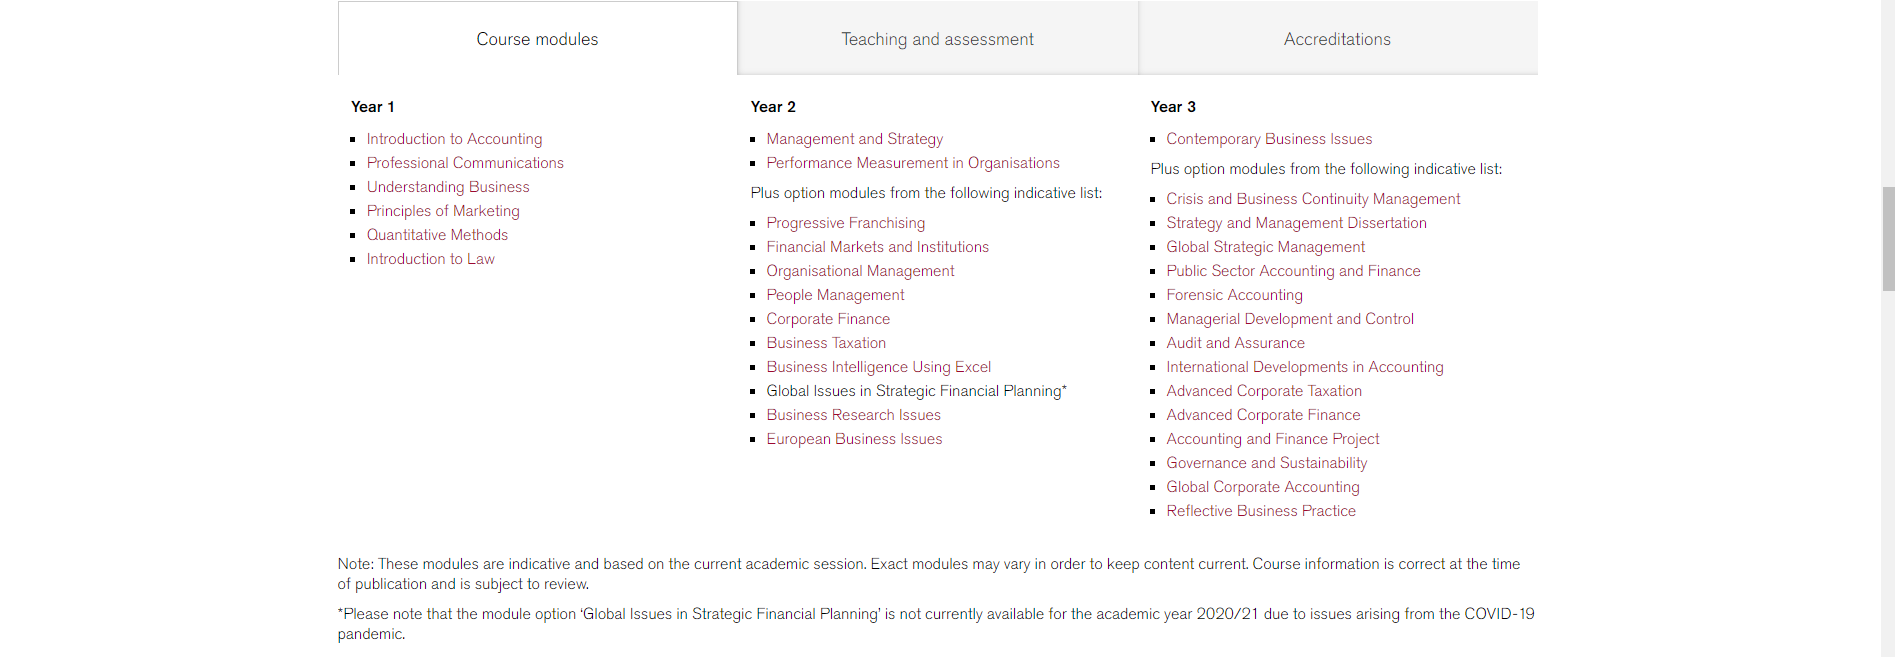 Course modules
Teaching and assessment
Accreditations
Year 1
Introduction to Accounting
Professional Communications
Understanding Business
Principles of Marketing
Quantitative Methods
Introduction to Law
Year 2
Management and Strategy
Performance Measurement in Organisations
Plus option modules from the following indicative list:
Progressive Franchising
Financial Markets and Institutions
Organisational Management
People Management
Corporate Finance
Business Taxation
Business Intelligence Using Excel
Global Issues in Strategic Financial Planning*
Business Research Issues
European Business Issues
Year 3
Contemporary Business Issues
Plus option modules from the following indicative list:
Crisis and Business Continuity Management
Strategy and Management Dissertation
Global Strategic Management
Public Sector Accounting and Finance
Forensic Accounting
Managerial Development and Control
Audit and Assurance
International Developments in Accounting
Advanced Corporate Taxation
Advanced Corporate Finance
Accounting and Finance Project
Governance and Sustainability
Global Corporate Accounting
Reflective Business Practice
Note: These modules are indicative and based on the current academic session. Exact modules may vary in order to keep content current. Course information is correct at the time
of publication and is subject to review.
*Please note that the module option ‘Global Issues in Strategic Financial Planning’ is not currently available for the academic year 2020/21 due to issues arising from the COVID-19
pandemic.